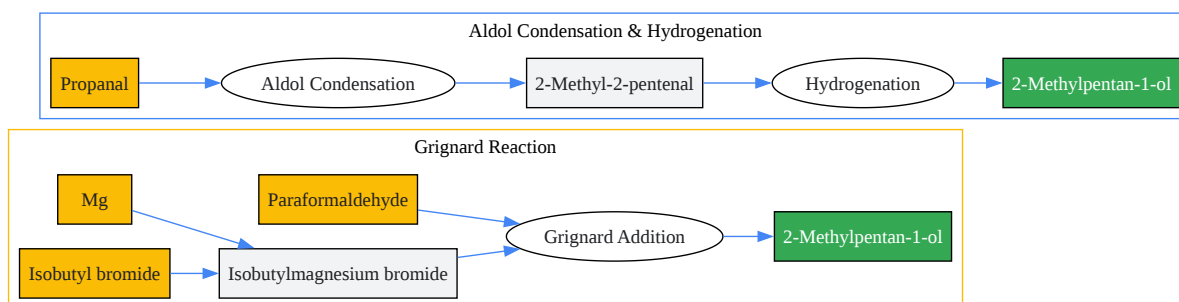 Aldol Condensation & Hydrogenation
Propanal
Aldol Condensation
2-Methyl-2-pentenal
Hydrogenation
2-Methylpentan-1-ol
Grignard Reaction
Mg
Paraformaldehyde
Grignard Addition
2-Methylpentan-1-ol
Isobutyl bromide
Isobutylmagnesium bromide